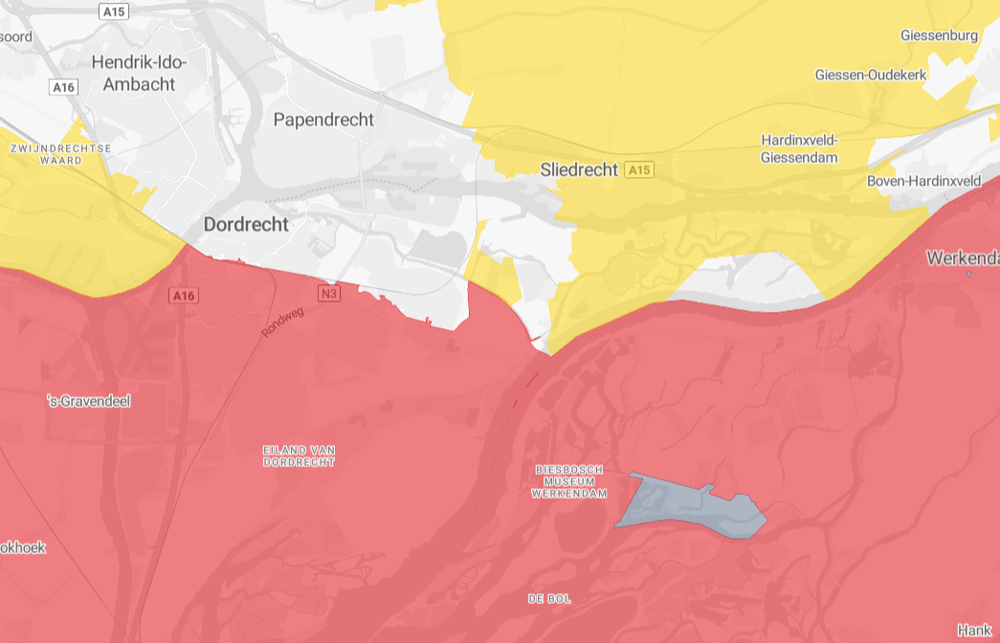 A15
soord
Giessenburg
Hendrik-Ido-
Ambacht
Giessen-Oudekerk
A16
Papendrecht
ZWIJNDRECHTSE
WAARD
Hardinxveld-
Giessendam
Sliedrecht
A15
Boven-Hardinxveld
Dordrecht
Werkenda
A16
N3
Rondweg
's-Gravendeel
EILAND VAN
DORDRECHT
BIESBOSCH
MUSEUM
WERKENDAM
okhoek
DE BOL
Hank